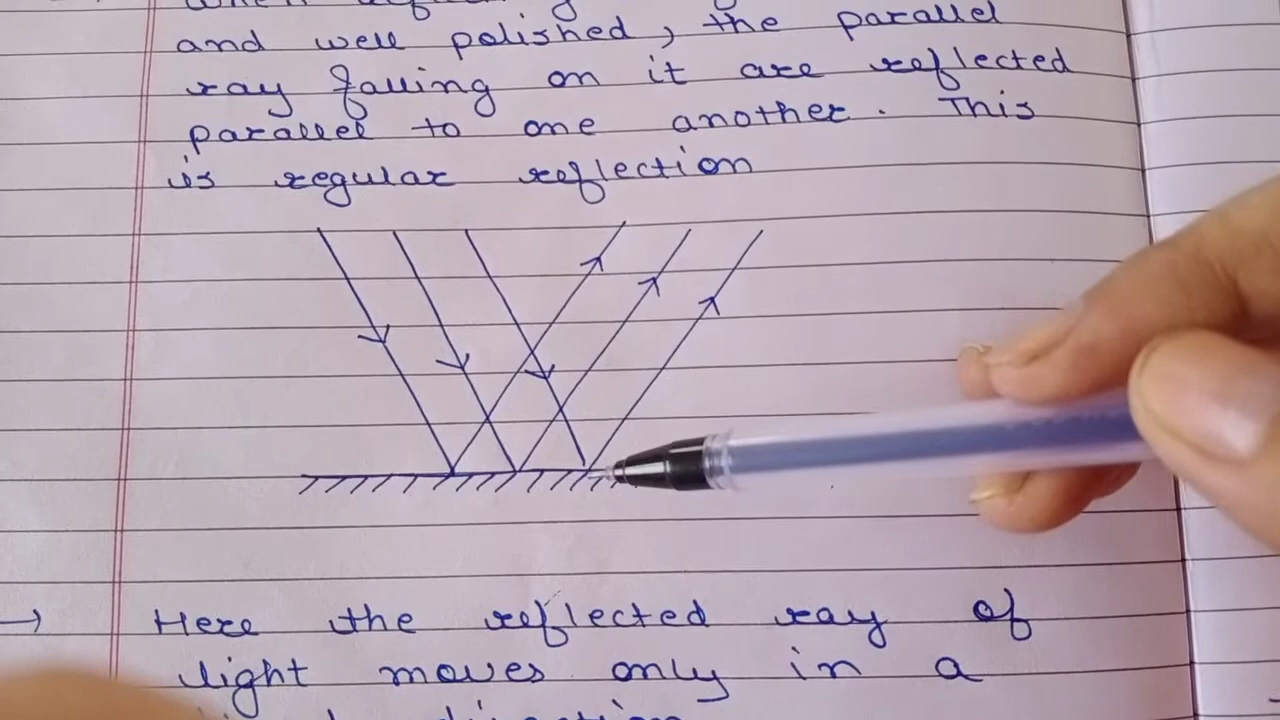 and well polished, the parallel
ray falling on it are reflected
parallel to one another. This
is regular reflection
→ Here the reflected ray of
light moves only in a
direction